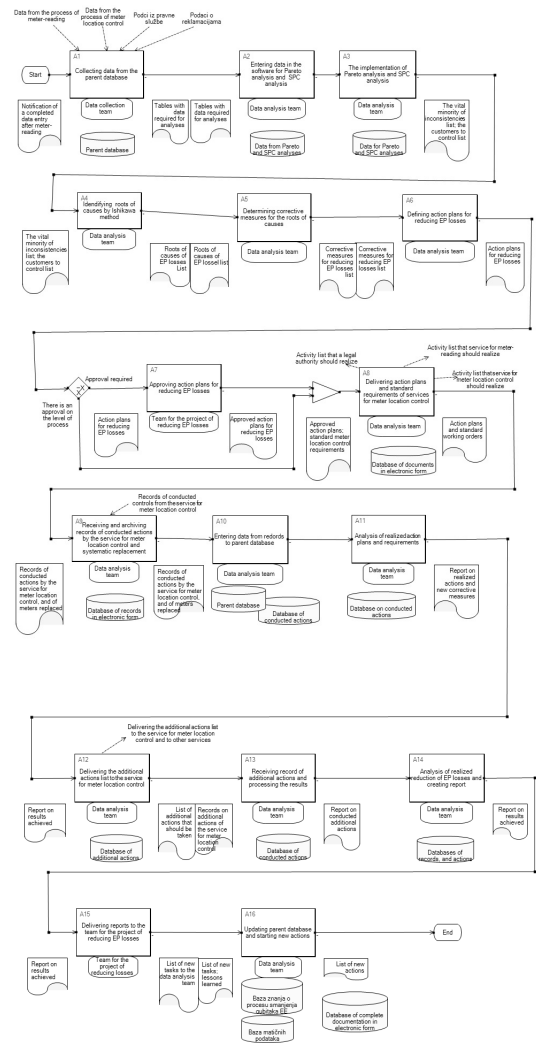 Data from the process of
meter-reading
Data from
the process of
meter location control
Podci iz pravne
službe
Podaci o
reklamacijama
Start
A1
Collecting data from the
parent database
Notification of
a completed
data entry
after meter-
reading
Data collection
team
Parent database
Tables with
data
required for
analyses
Tables with
data required
for analyses
A2
Entering data in the
software for Pareto
analysis and SPC
analysis
Data analysis team
Data from Pareto
and SPC analyses
A3
The implementation of
Pareto analysis and SPC
analysis
Data analysis
team
Data for Pareto
and SPC analyses
The vital
minority of
inconsistencies
list; the
customers to
control list
A4
Identifying roots of
causes by Ishikawa
method
The vital
minority of
inconsistencies
list; the
customers to
control list
Data analysis
team
Roots of
causes of
EP losses
List
Roots of
causes of EP
lossel list
A5
Determining corrective
measures for the roots of
causes
Data analysis team
Corrective
measures
for reducing
EP losses
list
Corrective
measures for
reducing EP
losses list
A6
Defining action plans for
reducing EP losses
Data analysis team
Action plans
for reducing
EP losses
Approval required
There is an
approval on
the level of
process
A7
Approving action plans for
reducing EP losses
Action plans
for reducing
EP losses
Team for the project of
reducing EP losses
Approved action
plans for
reducing EP
losses
Activity list that a legal
authority should realize
Activity list that service for meter-
reading should realize
Activity list that service for
meter location control
should realize
A8
Delivering action plans
and standard
requirements of services
for meter location control
Approved
action plans;
standard meter
location control
requirements
Data analysis
team
Database of documents
in electronic form
Action plans
and standard
working orders
Records of conducted
controls from the service for
meter location control
A9
Receiving and archiving
records of conducted actions
by the service for meter
location control and
systematic replacement
Records of
conducted
actions by the
service for
meter location
control, and of
meters replaced
Data analysis
team
Database of records
in electronic form
Records of
conducted
actions by the
service for meter
location control,
and of meters
replaced
A10
Entering data from redords
to parent database
Data analysis team
Parent database
Database of
conducted actions
A11
Analysis of realized action
plans and requirements
Data analysis
team
Database on conducted
actions
Report on
realized
actions and
new corrective
measures
Delivering the additional actions list
to the service for meter location
control and to other services
A12
Delivering the additional
actions list to the service
for meter location control
Report on
results
achieved
Data analysis
team
Database of
additional actions
List of
additional
actions that
should be
taken
Records on
additional
actions of
the service
for meter
location
control
A13
Receiving record of
additional actions and
processing the results
Data analysis
team
Database of
conducted actions
Report on
conducted
additional
actions
A14
Analysis of realized
reduction of EP losses and
creating report
Data analysis
team
Databases of
records, and actions
Report on
results
achieved
A15
Delivering reports to the
team for the project of
reducing EP losses
Report on
results
achieved
Team for the
project of
reducing losses
List of new
tasks to the
data analysis
team
List of new
tasks;
lessons
learned
A16
Updating parent database
and starting new actions
Data analysis
team
Baza znanja o
procesu smanjenja
gubitaka EE
Baza matičnih
podataka
List of new
actions
Database of complete
documentation in
electronic form
End